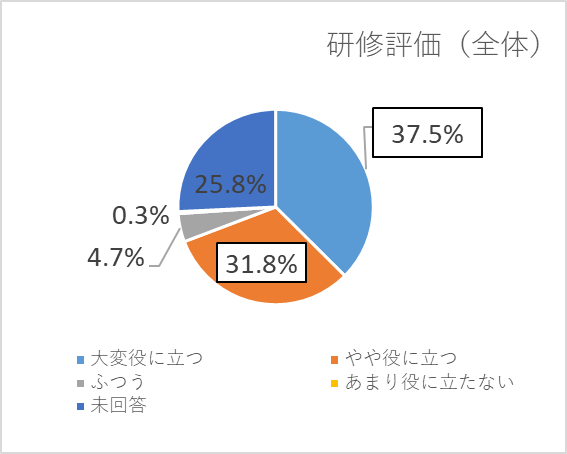 研修評価（全体）
37.5%
25.8%
0.3%
4.7%
31.8%
大変役に立つ
やや役に立つ
ふつう
あまり役に立たない
未回答